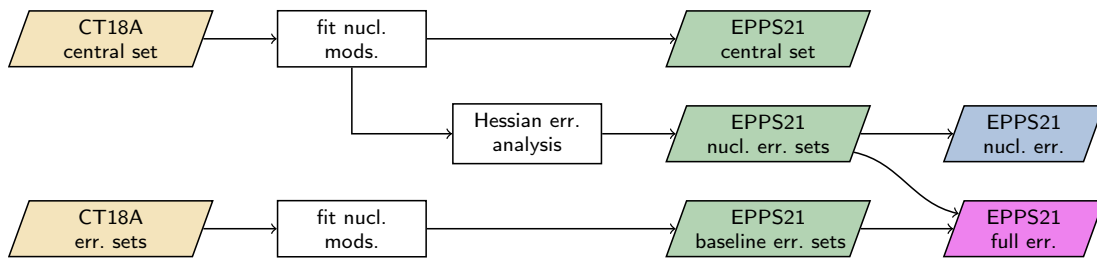 CT18A
central set
fit nucl.
mods.
EPPS21
central set
Hessian err.
analysis
EPPS21
nucl. err. sets
EPPS21
nucl. err.
CT18A
err. sets
fit nucl.
mods.
EPPS21
baseline err. sets
EPPS21
full err.